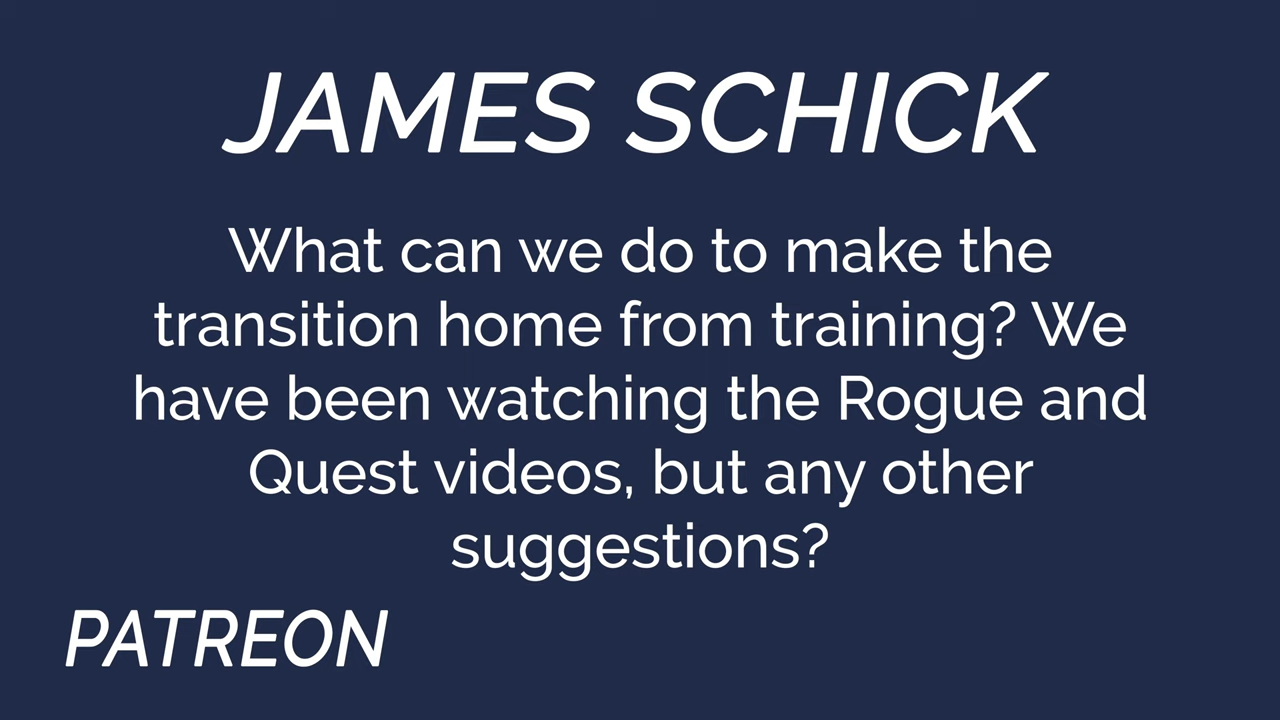 JAMES SCHICK
What can we do to make the
transition home from training? We
have been watching the Rogue and
Quest videos, but any other
suggestions?
PATREON